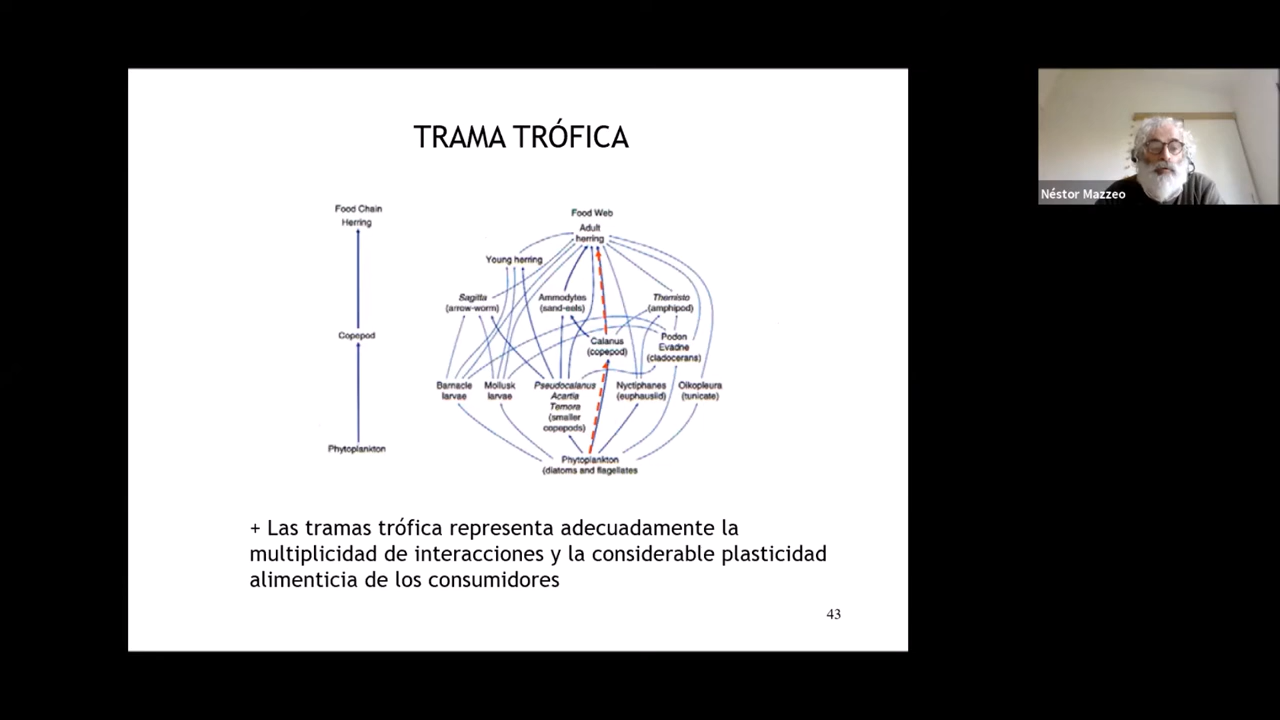 TRAMA TRÓFICA
Food Chain
Herring
Copepod
Phytoplankton
Food Web
Adult
herring
Young herring
Sagitta
(arrow-worm)
Ammodytes
(sand-eels)
Themisto
(amphipod)
Calanus
(copepod)
Podon
Evadne
(cladocerans)
Barnacle
larvae
Mollusk
larvae
Pseudocalanus
Acartia
Temora
(smaller
copepods)
Nyctiphanes
(euphausiid)
Oikopleura
(tunicate)
Phytoplankton
(diatoms and flagellates
+ Las tramas trófica representa adecuadamente la
multiplicidad de interacciones y la considerable plasticidad
alimenticia de los consumidores
43
Néstor Mazzeo